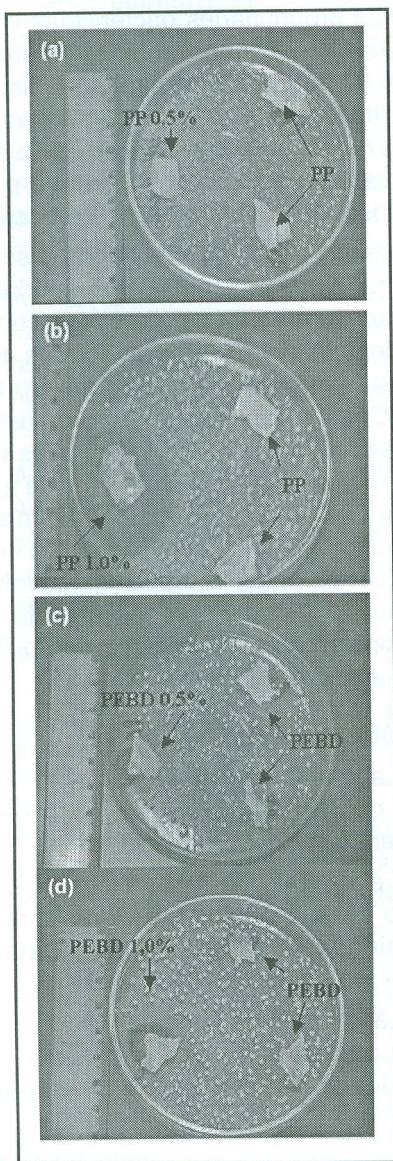 (a)
PP 0.5%
PP
(b)
PP
PP 1.0%
(c)
PEBD 0.5%
PEBD
(d)
PEBD 1,0%
PEBD